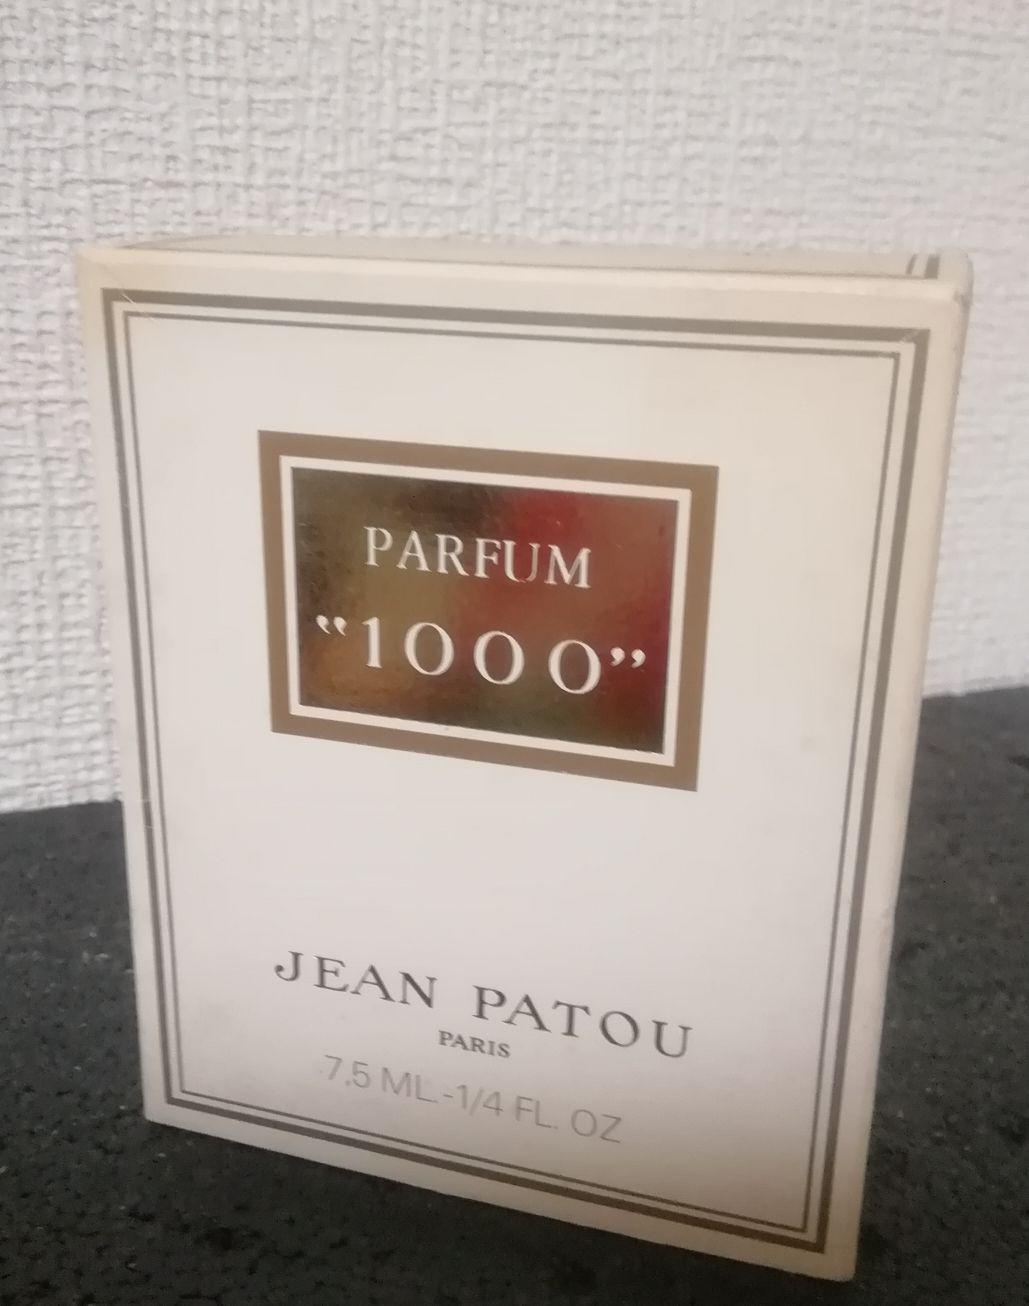 PARFUM
“1000”
JEAN PATOU
PARIS
7,5 ML.-1/4 FL. OZ